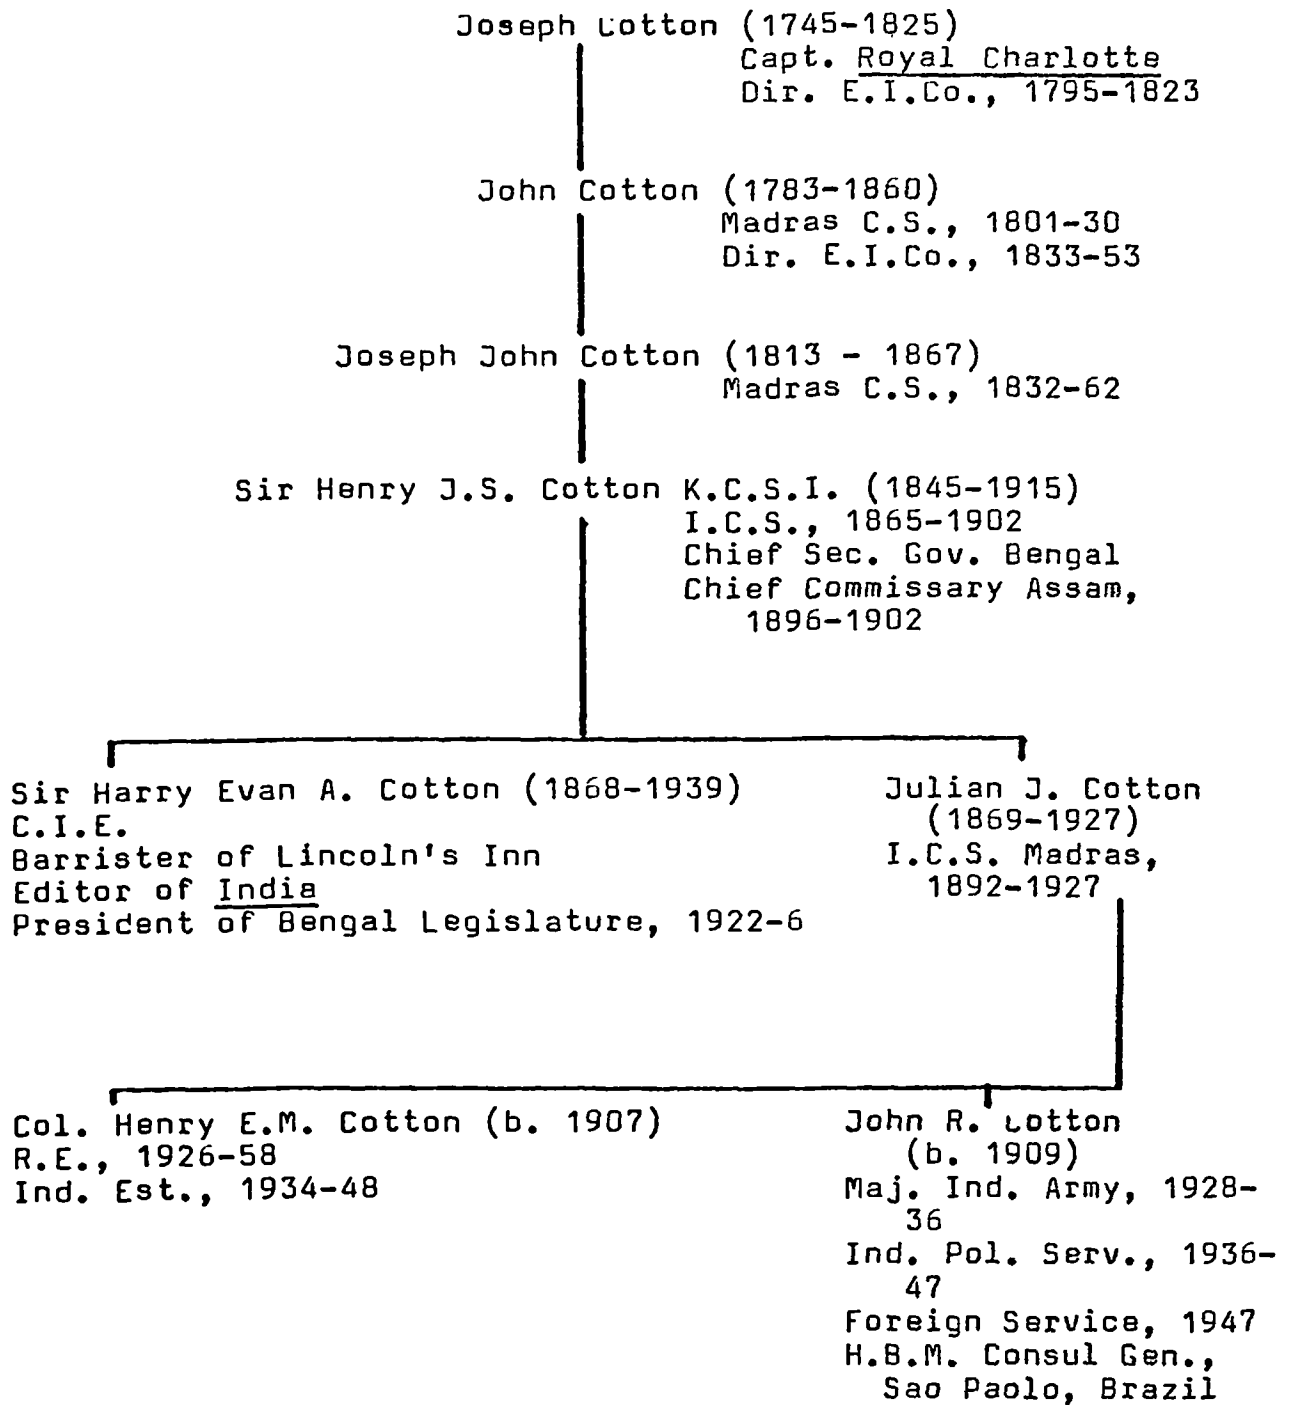 Joseph Cotton (1745-1825)
Capt. Royal Charlotte
Dir. E.I.Co., 1795-1823
John Cotton (1783-1860)
Madras C.S., 1801-30
Dir. E.I.Co., 1833-53
Joseph John Cotton (1813 - 1867)
Madras C.S., 1832-62
Sir Henry J.S. Cotton K.C.S.I. (1845-1915)
I.C.S., 1865-1902
Chief Sec. Gov. Bengal
Chief Commissary Assam,
1896-1902
Sir Harry Evan A. Cotton (1868-1939)
C.I.E.
Barrister of Lincoln's Inn
Editor of India
President of Bengal Legislature, 1922-6
Julian J. Cotton
(1869-1927)
I.C.S. Madras,
1892-1927
Col. Henry E.M. Cotton (b. 1907)
R.E., 1926-58
Ind. Est., 1934-48
John R. Cotton
(b. 1909)
Maj. Ind. Army, 1928-
36
Ind. Pol. Serv., 1936-
47
Foreign Service, 1947
H.B.M. Consul Gen.,
Sao Paolo, Brazil